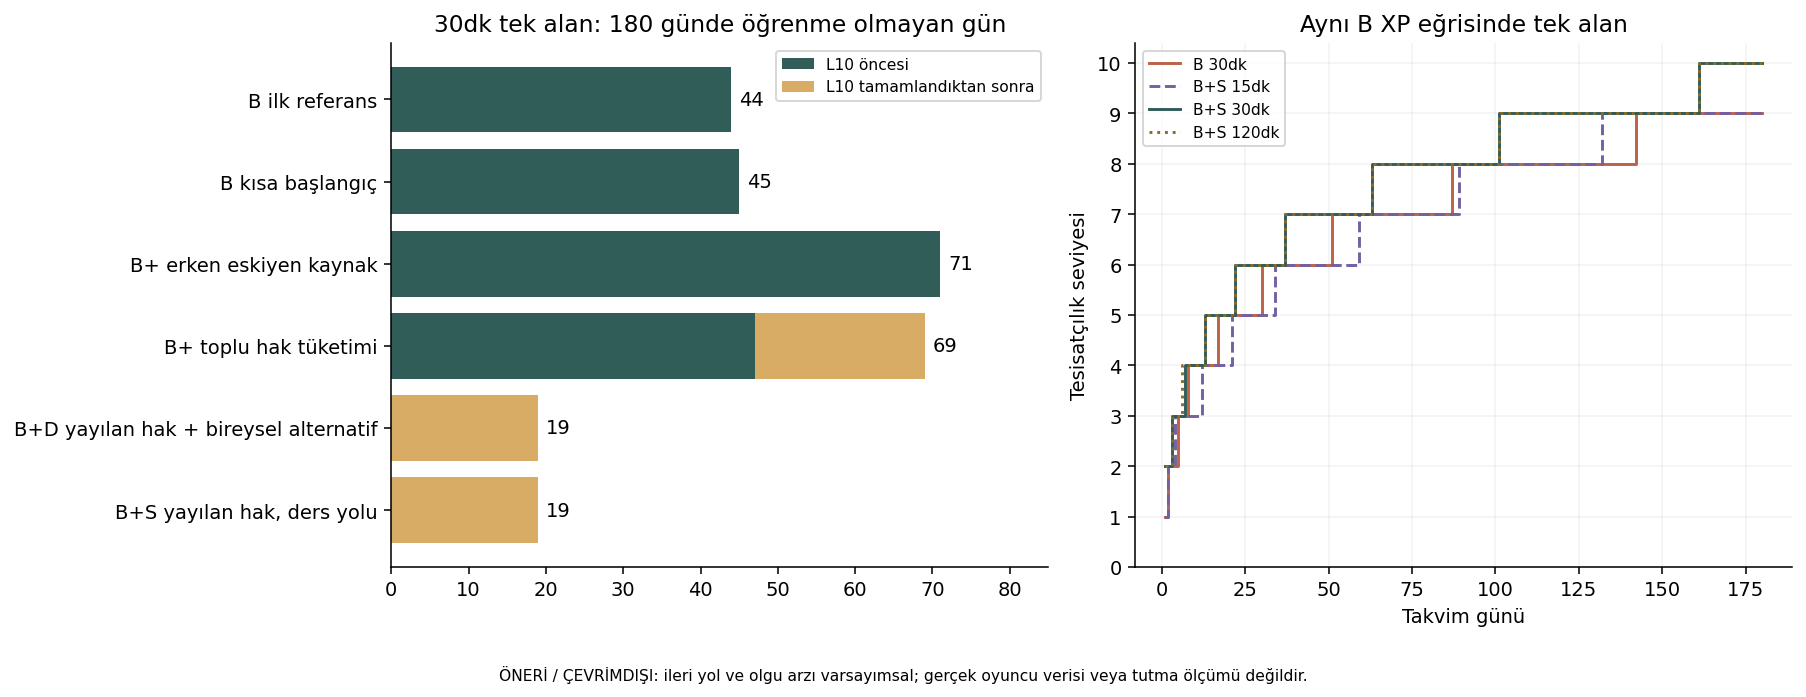 30dk tek alan: 180 günde öğrenme olmayan gün
L10 öncesi
L10 tamamlandıktan sonra
B ilk referans
44
B kısa başlangıç
45
B+ erken eskiyen kaynak
71
B+ toplu hak tüketimi
69
B+D yayılan hak + bireysel alternatif
19
B+S yayılan hak, ders yolu
19
0 10 20 30 40 50 60 70 80
Aynı B XP eğrisinde tek alan
B 30dk
B+S 15dk
B+S 30dk
B+S 120dk
Tesisatçılık seviyesi
10
9
8
7
6
5
4
3
2
1
0
0 25 50 75 100 125 150 175
Takvim günü
ÖNERİ / ÇEVRİMDIŞI: ileri yol ve olgu arzı varsayımsal; gerçek oyuncu verisi veya tutma ölçümü değildir.